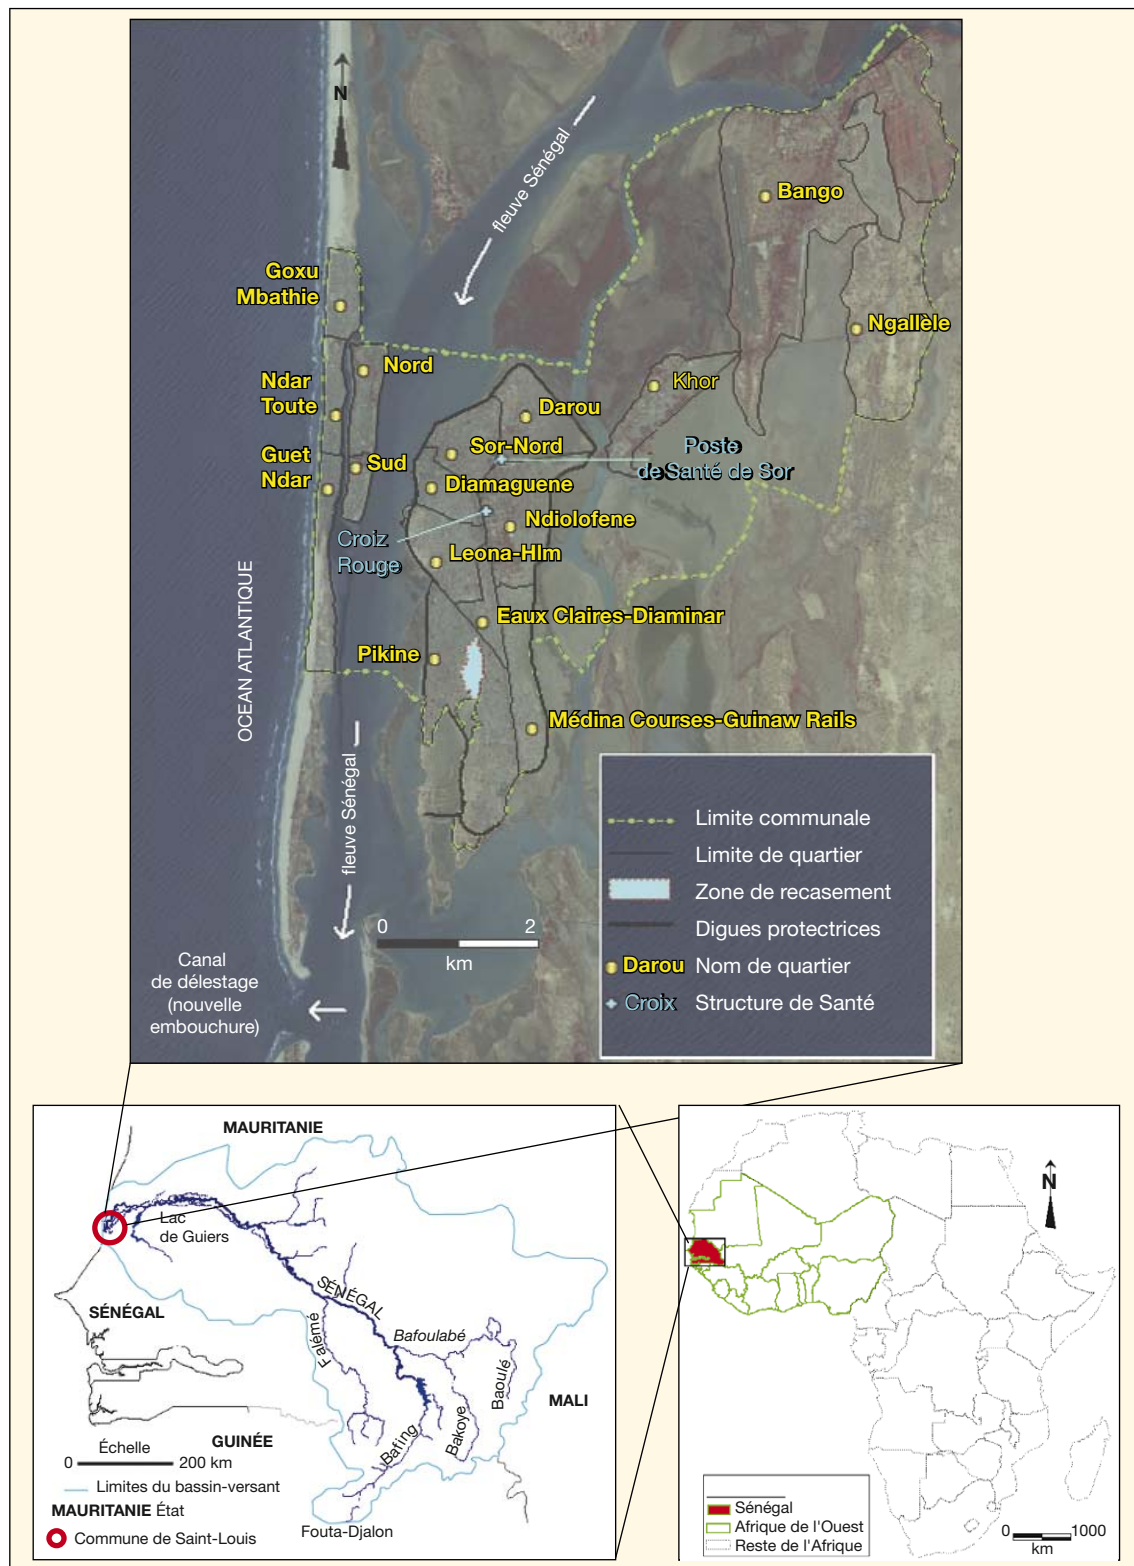 N
fleuve Sénégal
Bango
Goxu
Mbathie
Ngallèle
Nord
Khor
Ndar
Toute
Darou
Sor-Nord
Poste
de Santé de Sor
Guet
Ndar
Sud
Diamaguene
Ndiolofene
Croiz
Rouge
Leona-Hlm
OCEAN ATLANTIQUE
Eaux Claires-Diaminar
Pikine
Médina Courses-Guinaw Rails
fleuve Sénégal
Limite communale
Limite de quartier
Zone de recasement
Digues protectrices
Darou Nom de quartier
Croix Structure de Santé
0 2
km
Canal
de délestage
(nouvelle
embouchure)
MAURITANIE
Lac
de Guiers
SÉNÉGAL
SÉNÉGAL
Falémé
Bafoulabé
Baoulé
MALI
Bakoye
Bafing
GUINÉE
Échelle
0 200 km
Limites du bassin-versant
MAURITANIE État
Commune de Saint-Louis
Fouta-Djalon
N
Sénégal
Afrique de l'Ouest
Reste de l'Afrique
0 1000
km